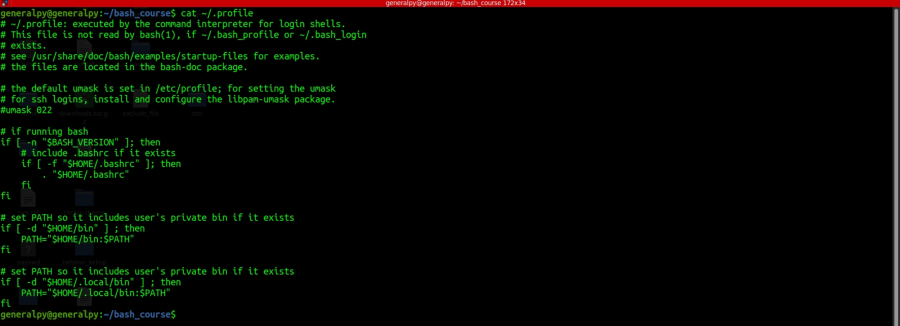 generalpy@generalpy: ~/bash_course 172x34
generalpy@generalpy:~/bash_course$ cat ~/.profile
# ~/.profile: executed by the command interpreter for login shells.
# This file is not read by bash(1), if ~/.bash_profile or ~/.bash_login
# exists.
# see /usr/share/doc/bash/examples/startup-files for examples.
# the files are located in the bash-doc package.

# the default umask is set in /etc/profile; for setting the umask
# for ssh logins, install and configure the libpam-umask package.
#umask 022

# if running bash
if [ -n "$BASH_VERSION" ]; then
    # include .bashrc if it exists
    if [ -f "$HOME/.bashrc" ]; then
        . "$HOME/.bashrc"
    fi
fi

# set PATH so it includes user's private bin if it exists
if [ -d "$HOME/bin" ] ; then
    PATH="$HOME/bin:$PATH"
fi

# set PATH so it includes user's private bin if it exists
if [ -d "$HOME/.local/bin" ] ; then
    PATH="$HOME/.local/bin:$PATH"
fi
generalpy@generalpy:~/bash_course$